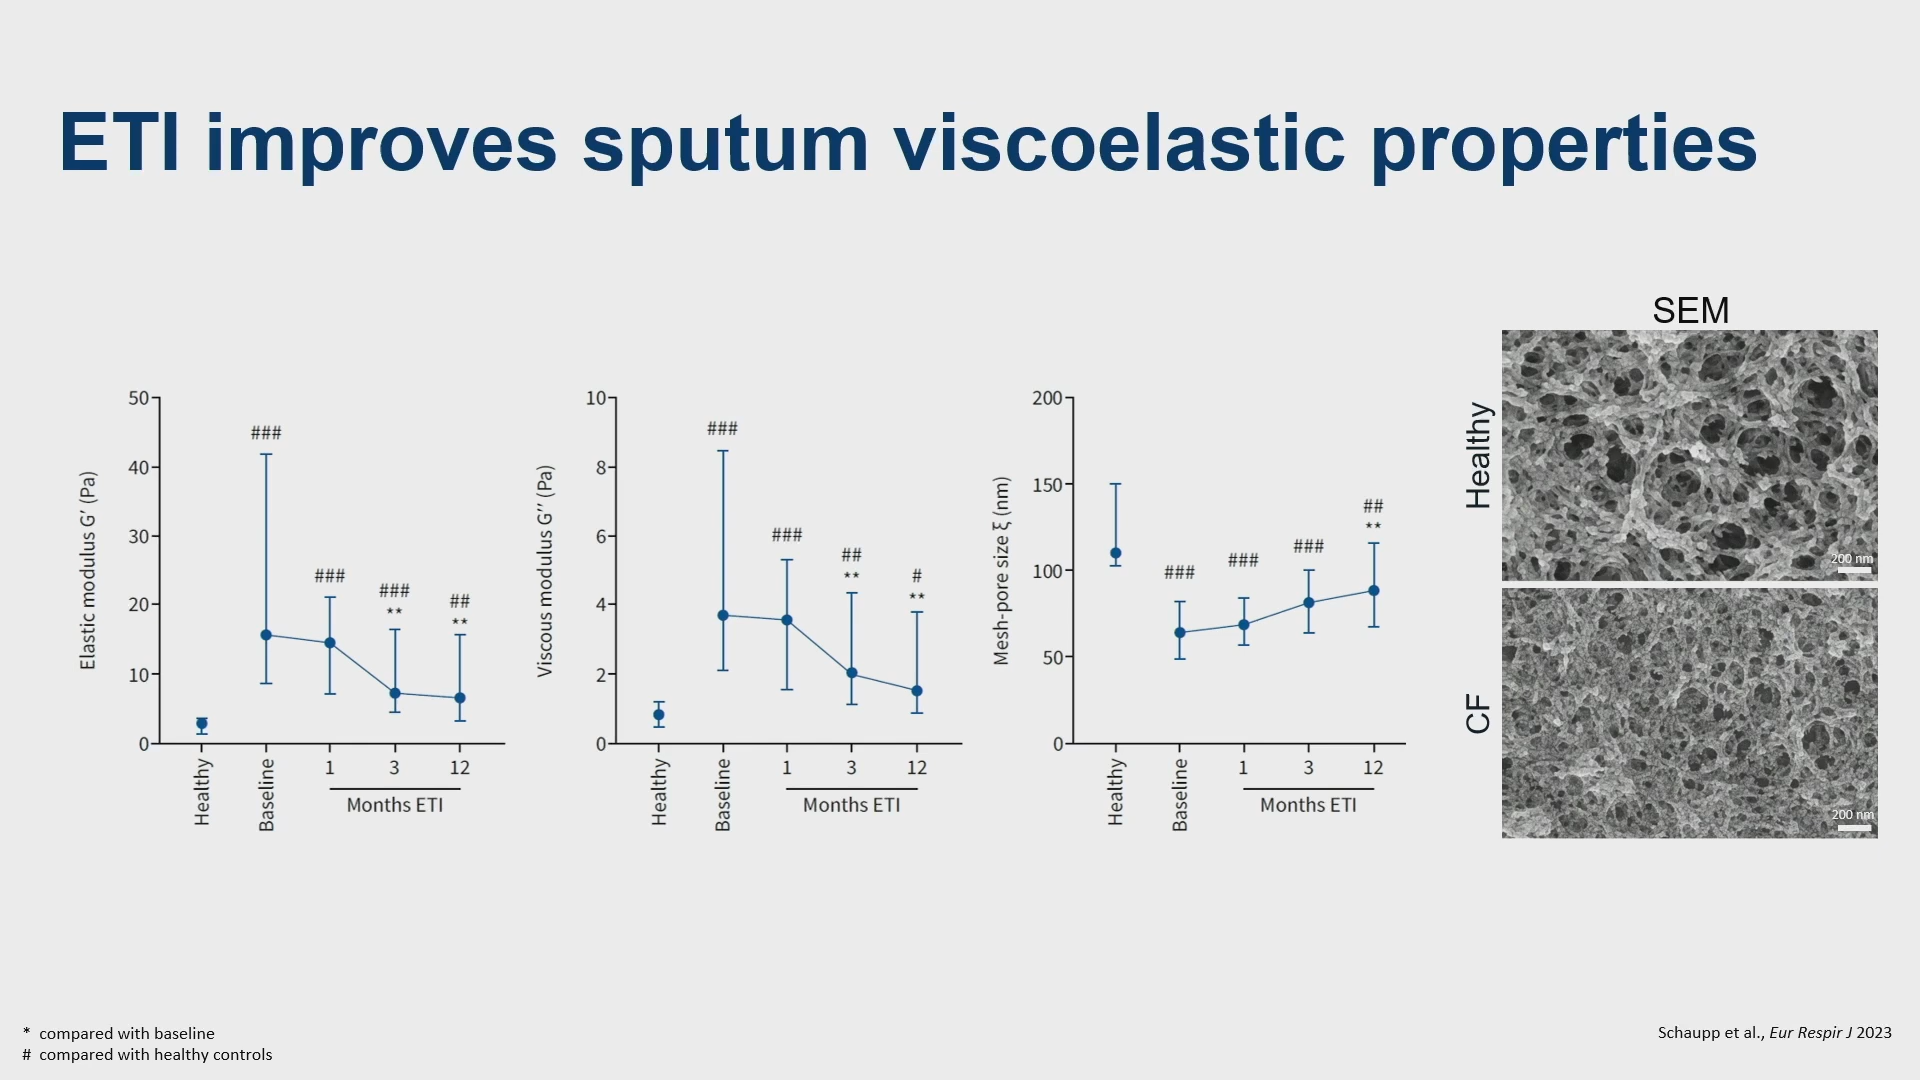 ETI improves sputum viscoelastic properties
Elastic modulus G′ (Pa)
50
40
30
20
10
0
###
###
###
**
##
**
Healthy
Baseline
1
3
12
Months ETI
Viscous modulus G′′ (Pa)
10
8
6
4
2
0
###
###
##
**
#
**
Healthy
Baseline
1
3
12
Months ETI
Mesh-pore size ξ (nm)
200
150
100
50
0
###
###
###
##
**
Healthy
Baseline
1
3
12
Months ETI
SEM
Healthy
200 nm
CF
200 nm
* compared with baseline
# compared with healthy controls
Schaupp et al., Eur Respir J 2023